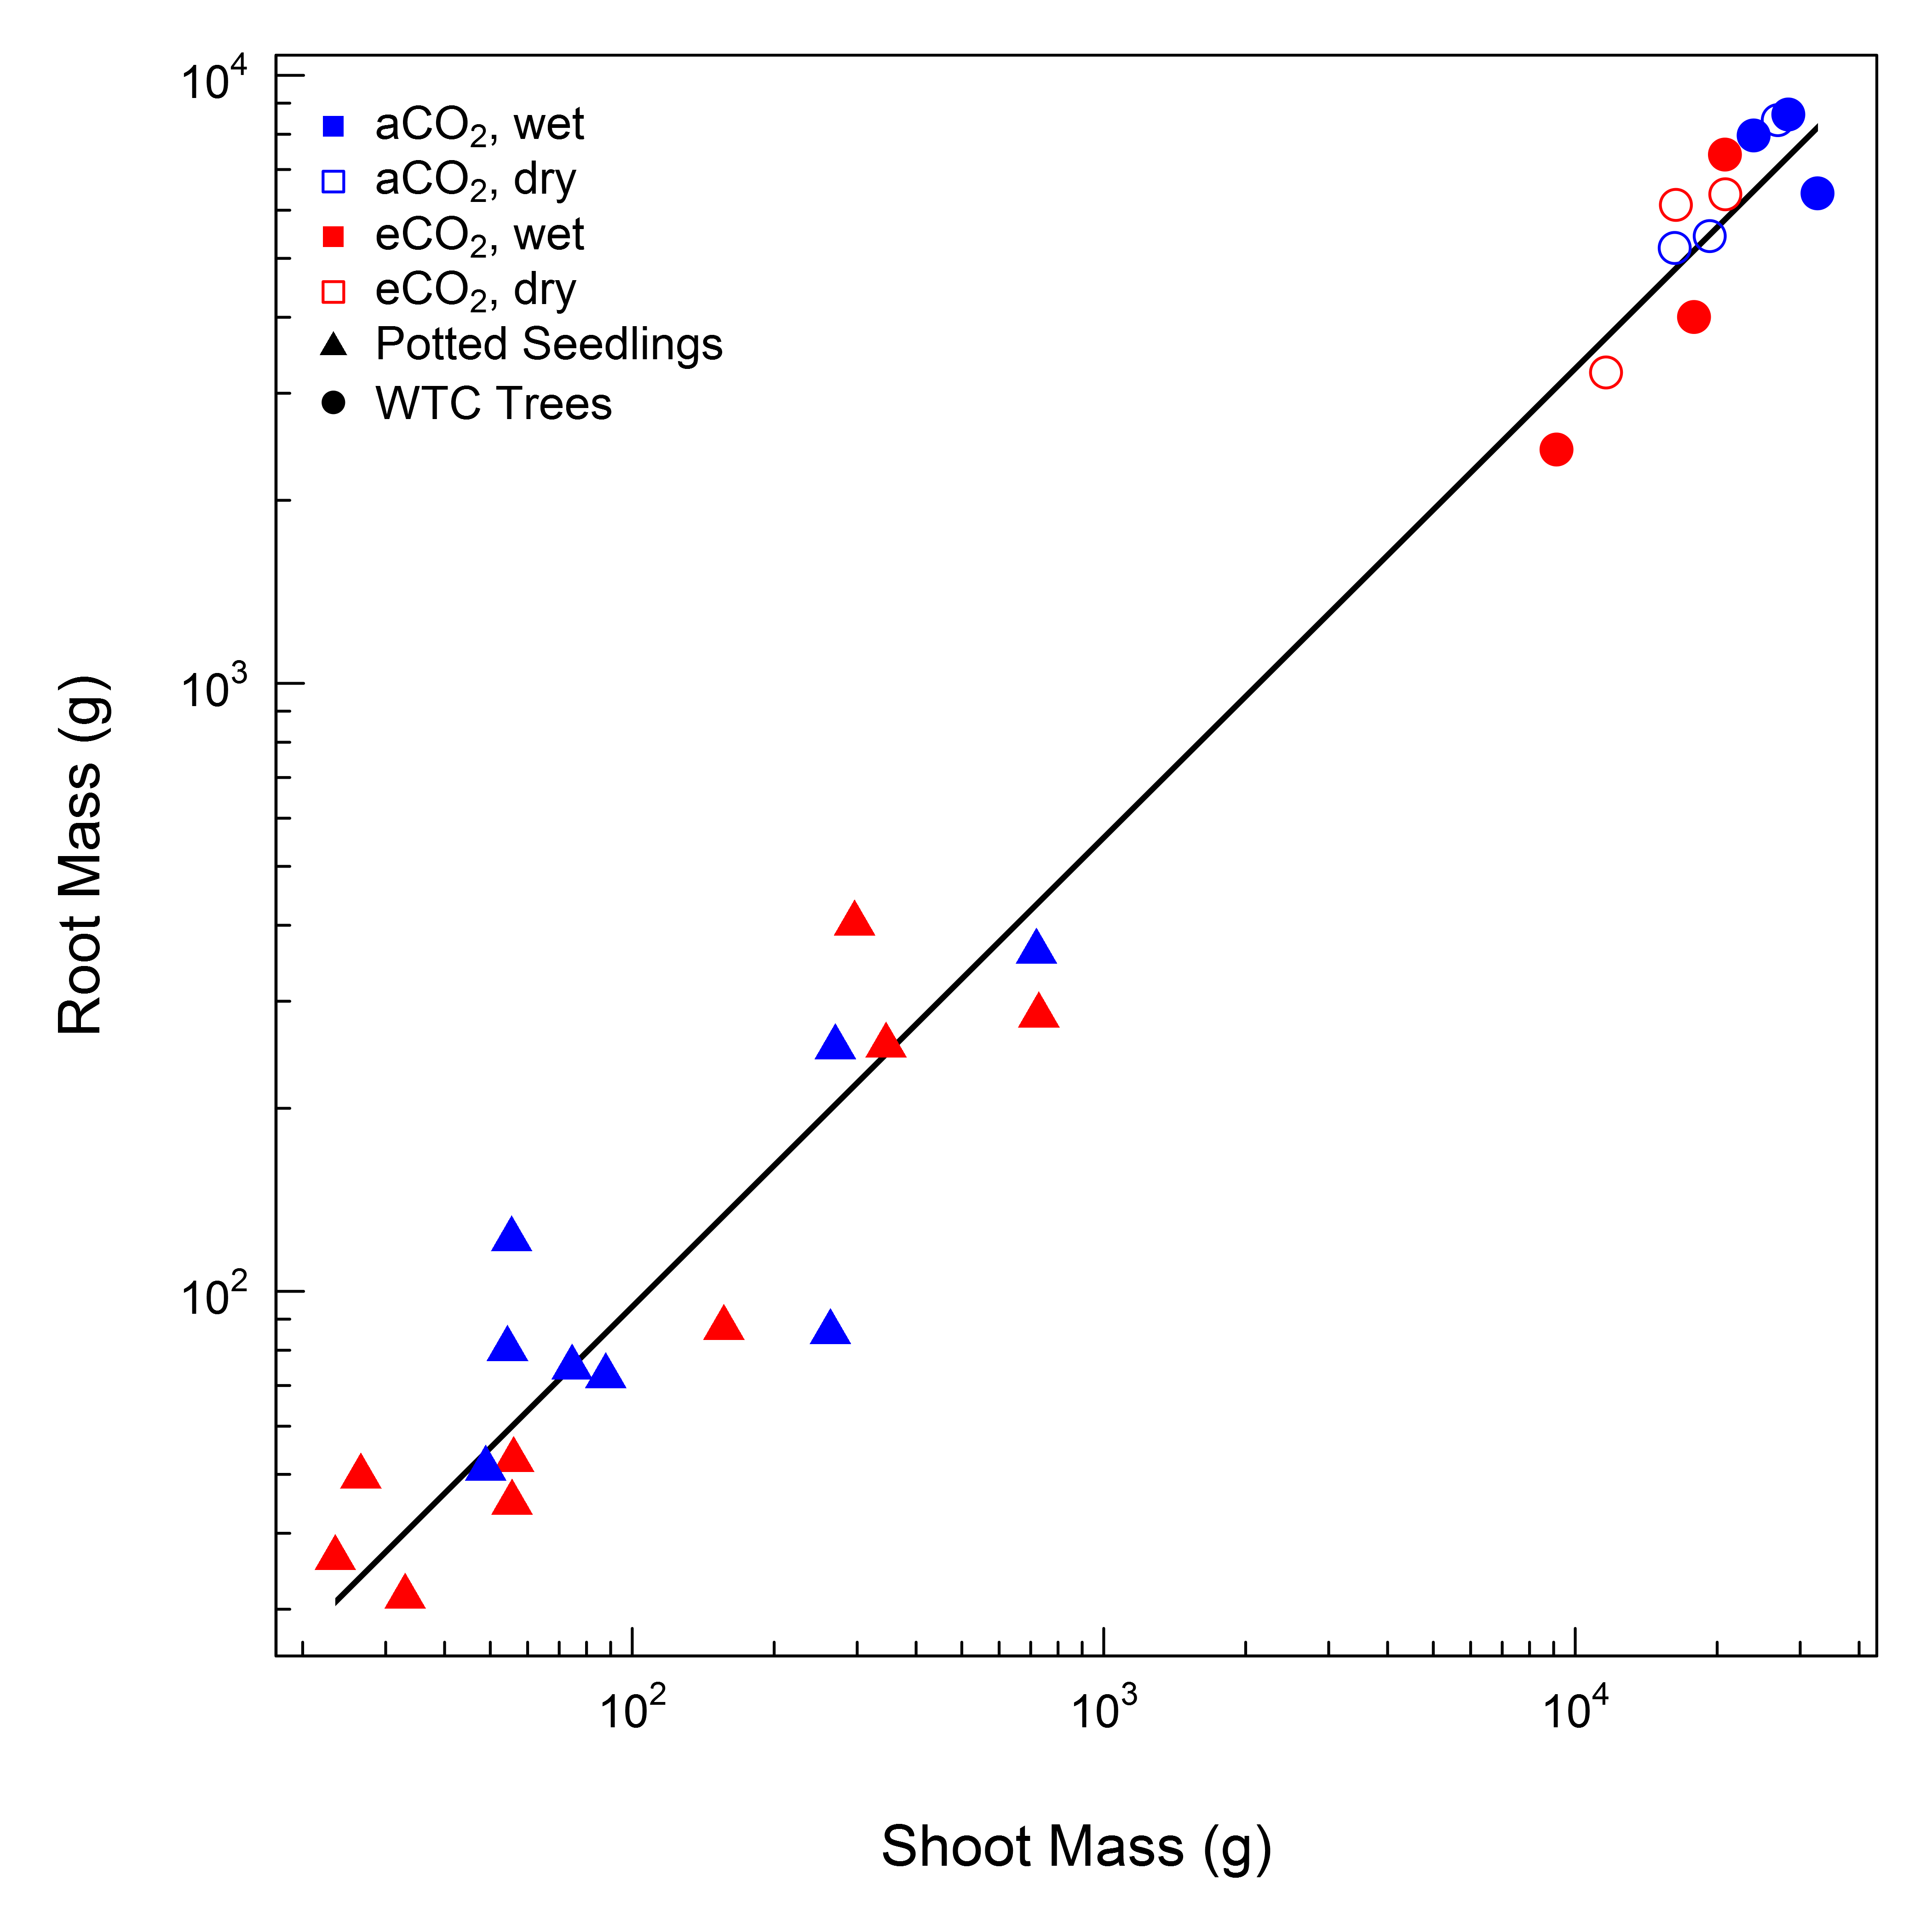 10⁴
aCO₂, wet
aCO₂, dry
eCO₂, wet
eCO₂, dry
Potted Seedlings
WTC Trees
10³
Root Mass (g)
10²
10² 10³ 10⁴
Shoot Mass (g)